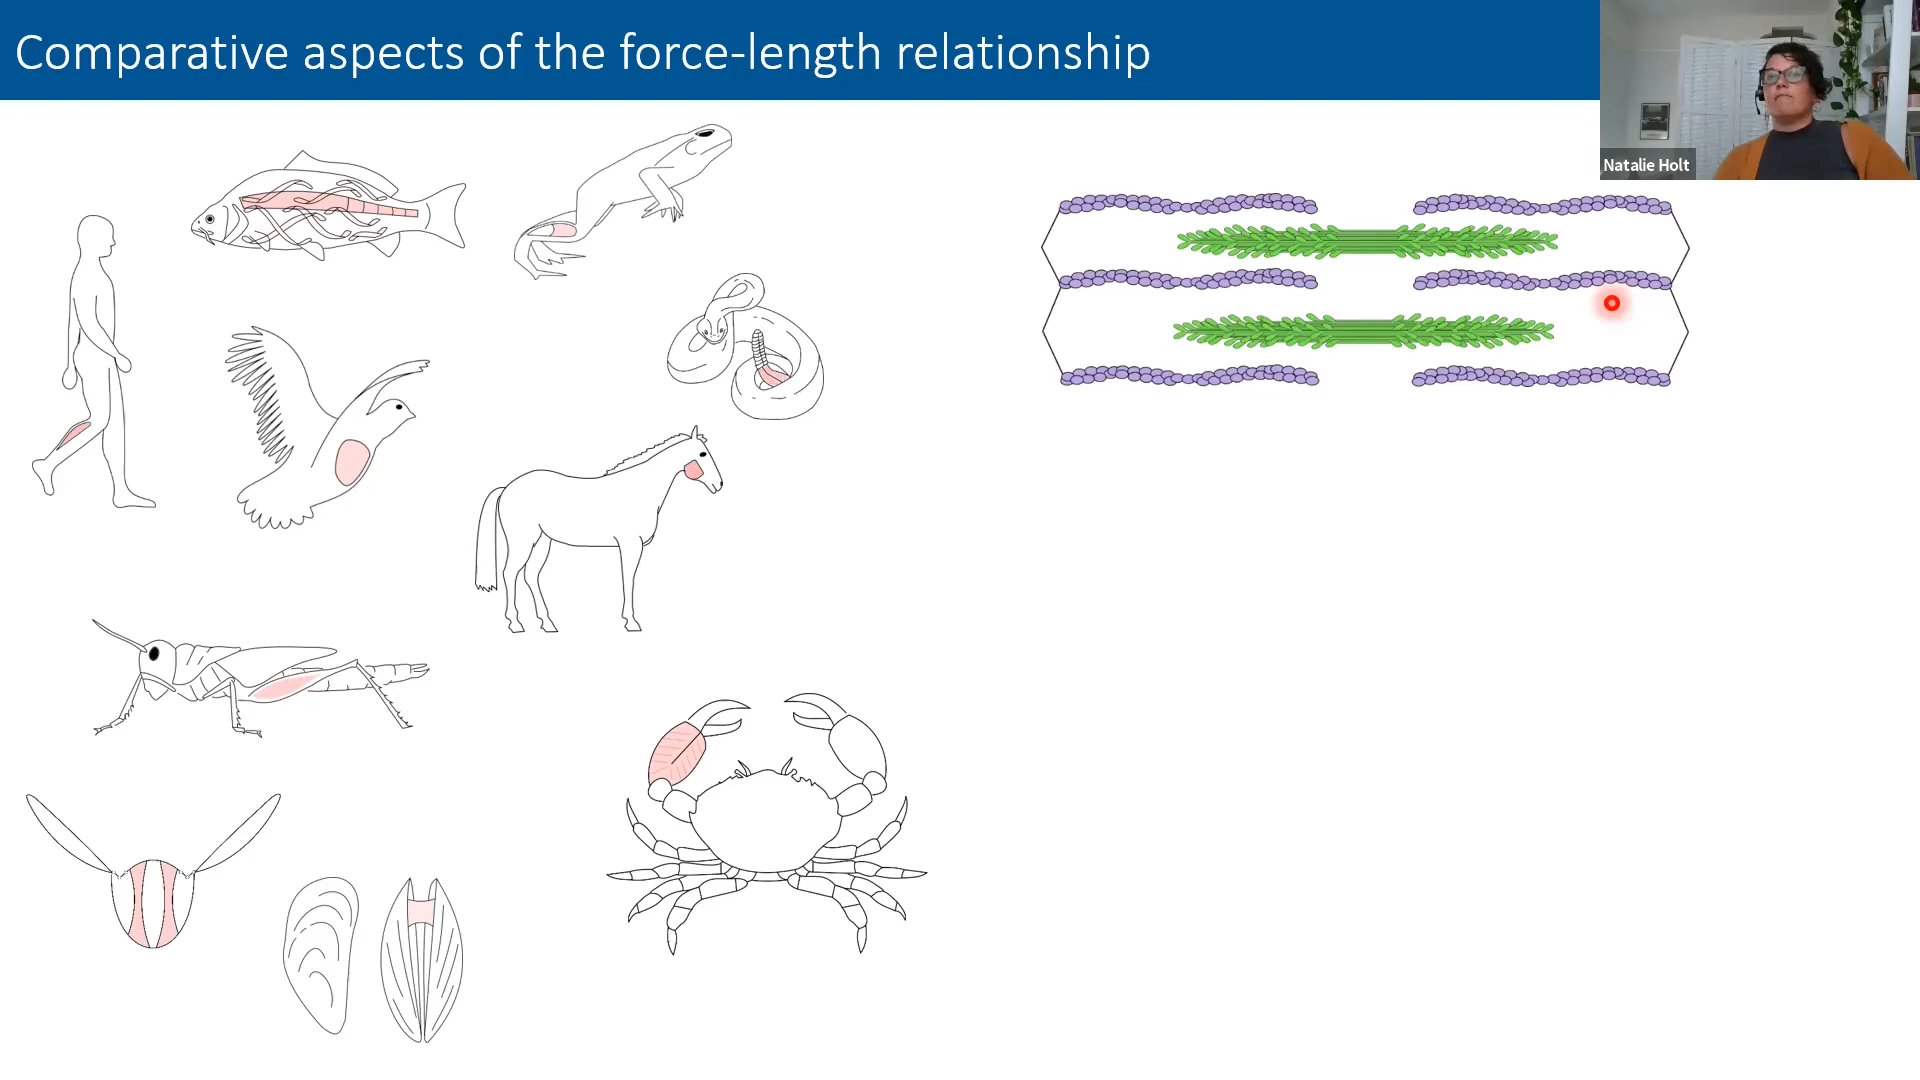 Comparative aspects of the force-length relationship
Natalie Holt